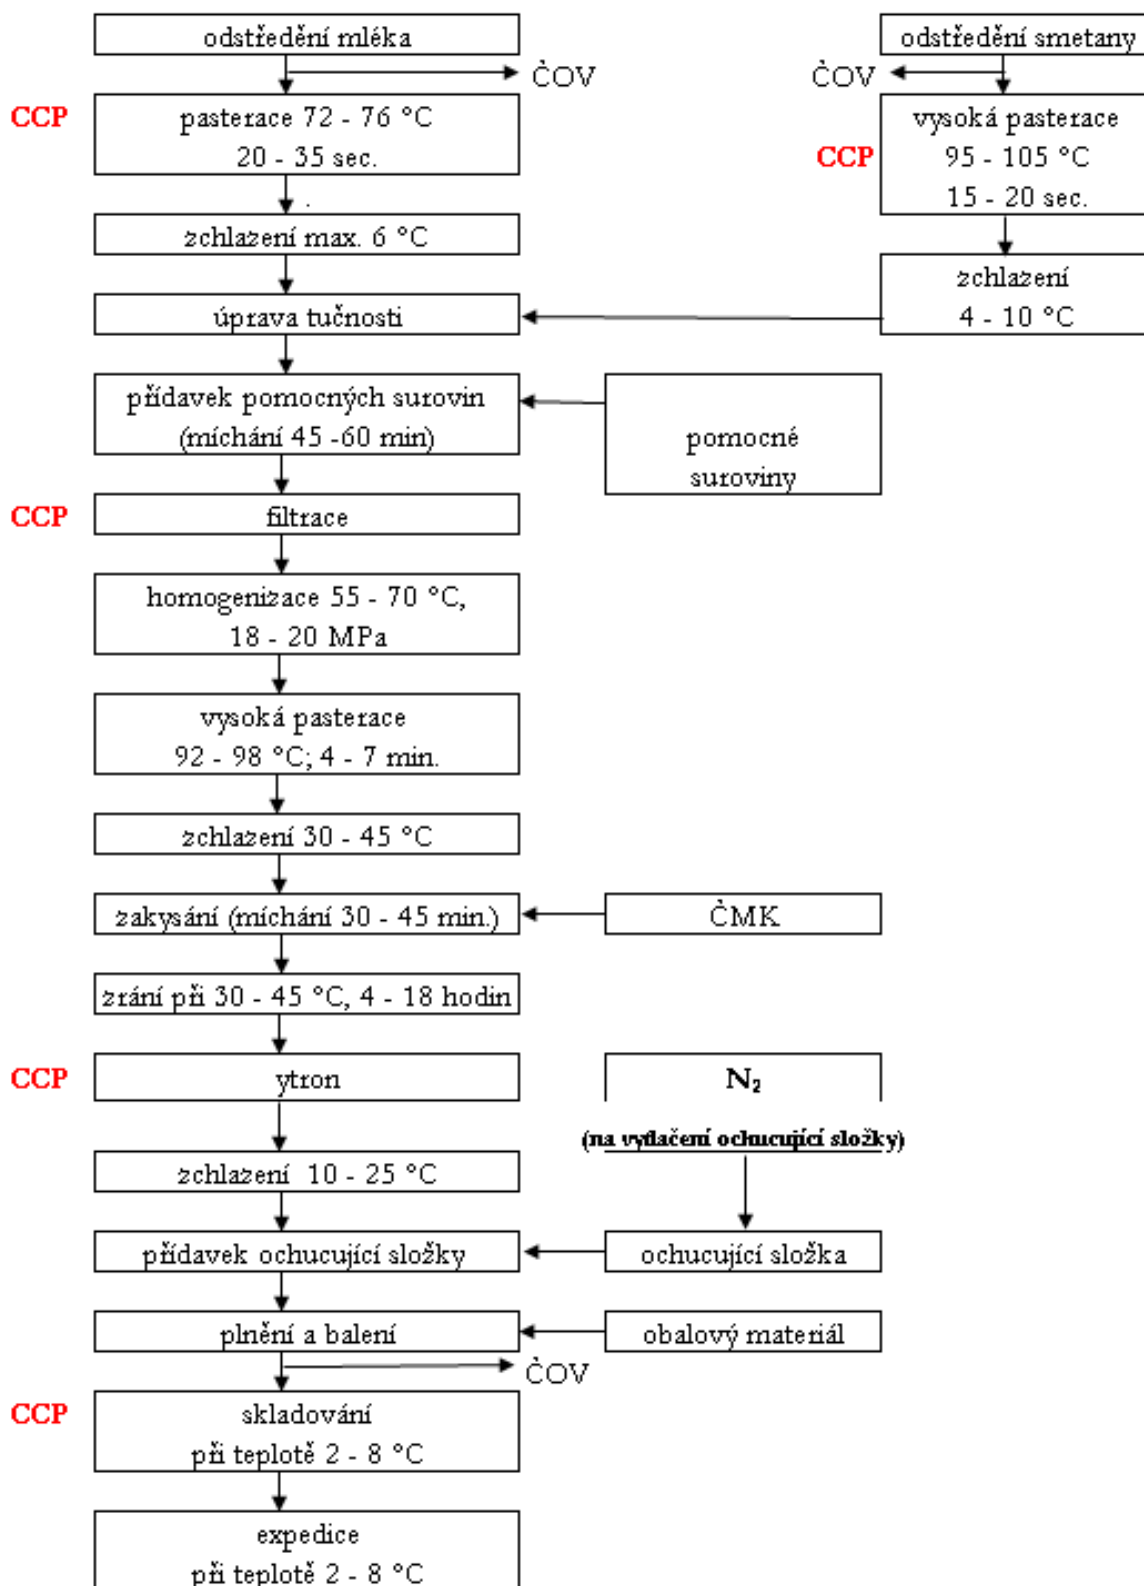 odstředění mléka
odstředění smetany
ČOV
ČOV
CCP
pasterace 72 - 76 °C
20 - 35 sec.
CCP
vysoká pasterace
95 - 105 °C
15 - 20 sec.
zchlazení max. 6 °C
zchlazení
4 - 10 °C
úprava tučnosti
přídavek pomocných surovin
(míchání 45 -60 min)
pomocné
suroviny
CCP
filtrace
homogenizace 55 - 70 °C,
18 - 20 MPa
vysoká pasterace
92 - 98 °C; 4 - 7 min.
zchlazení 30 - 45 °C
zakysání (míchání 30 - 45 min.)
ČMK
zrání při 30 - 45 °C, 4 - 18 hodin
CCP
ytron
N₂
(na vytlačení ochucující složky)
zchlazení  10 - 25 °C
přídavek ochucující složky
ochucující složka
plnění a balení
obalový materiál
ČOV
CCP
skladování
při teplotě 2 - 8 °C
expedice
při teplotě 2 - 8 °C